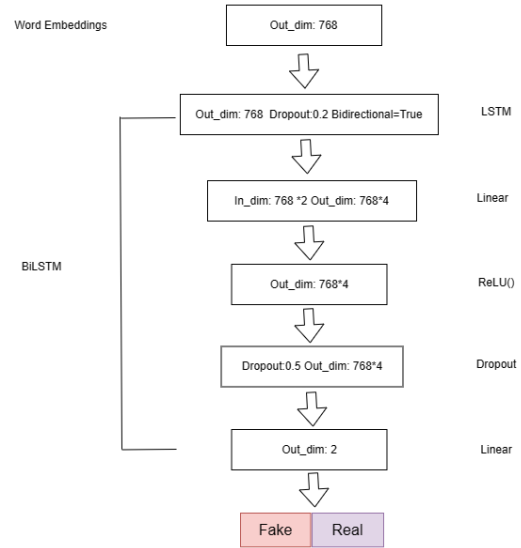 Word Embeddings
Out_dim: 768
Out_dim: 768 Dropout:0.2 Bidirectional=True
LSTM
In_dim: 768 *2 Out_dim: 768*4
Linear
BiLSTM
Out_dim: 768*4
ReLU()
Dropout:0.5 Out_dim: 768*4
Dropout
Out_dim: 2
Linear
Fake
Real